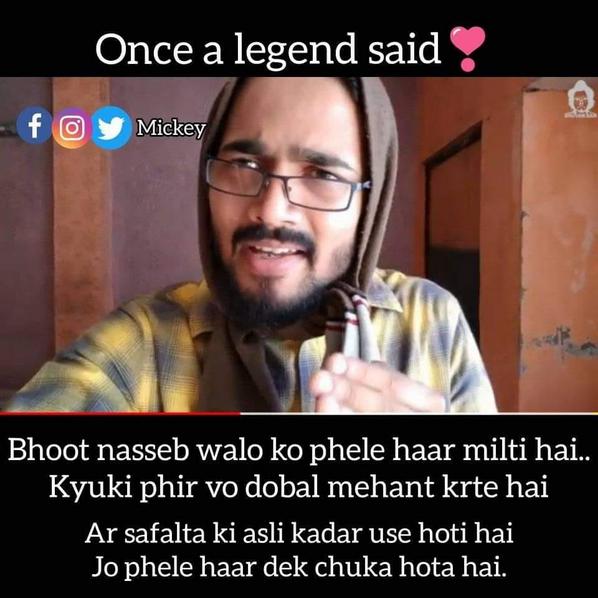 Once a legend said
Mickey
Bhoot nasseb walo ko phele haar milti hai..
Kyuki phir vo dobal mehant krte hai
Ar safalta ki asli kadar use hoti hai
Jo phele haar dek chuka hota hai.